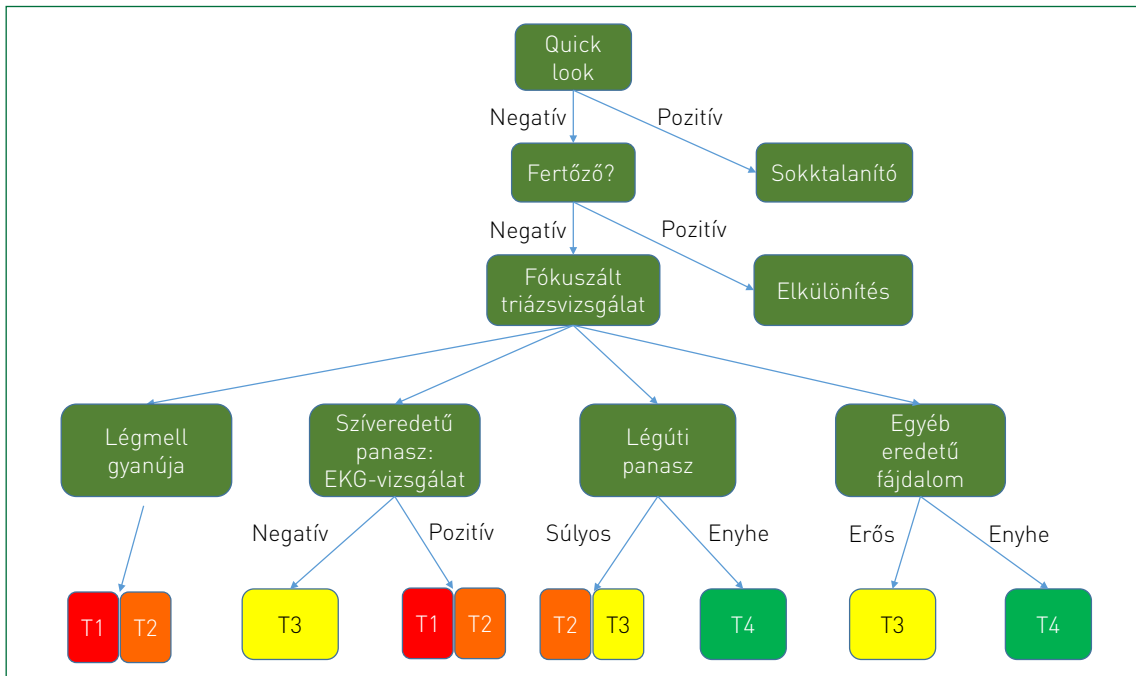 Quick
look
Negatív
Pozitív
Fertőző?
Sokktalanító
Negatív
Pozitív
Fókuszált
triázsvizsgálat
Elkülönítés
Légmell
gyanúja
Szíveredetű
panasz:
EKG-vizsgálat
Légúti
panasz
Egyéb
eredetű
fájdalom
Negatív
Pozitív
Súlyos
Enyhe
Erős
Enyhe
T1
T2
T3
T1
T2
T2
T3
T4
T3
T4